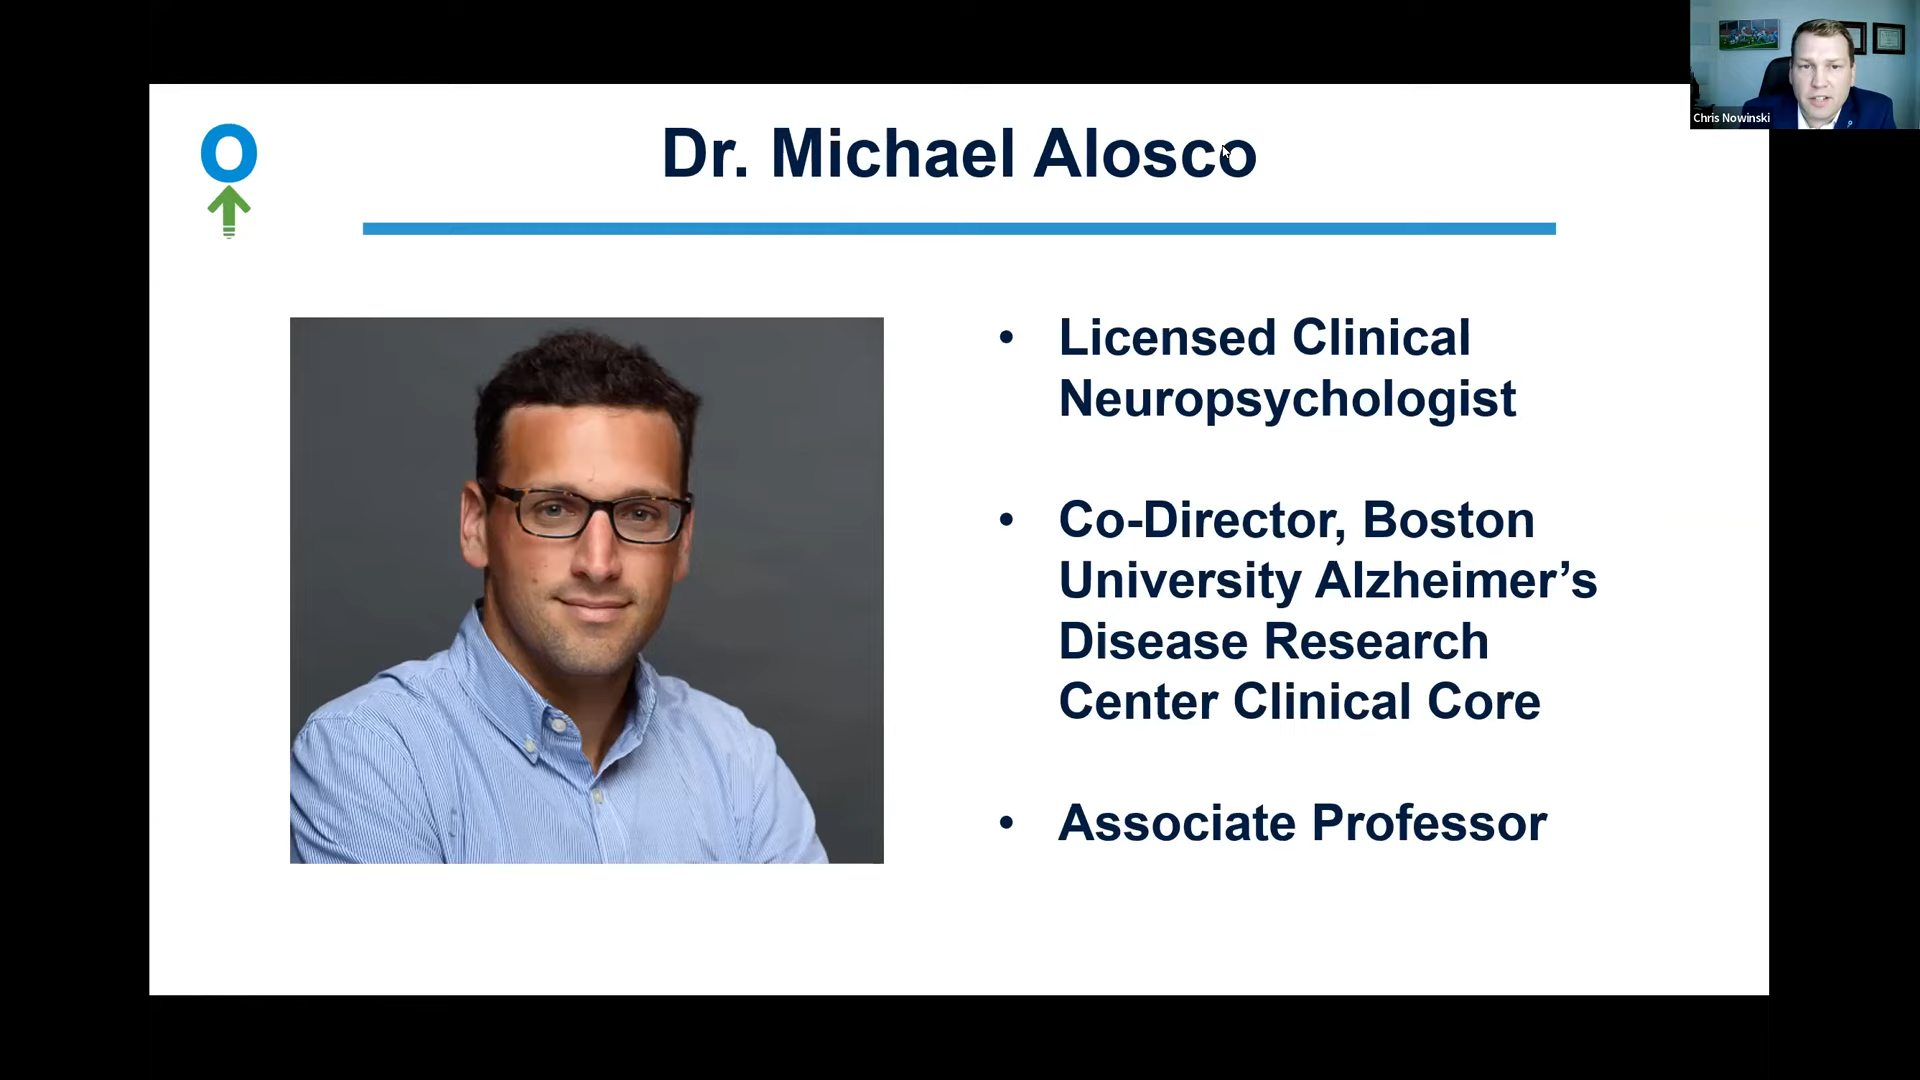 Chris Nowinski
Dr. Michael Alosco
• Licensed Clinical
Neuropsychologist
• Co-Director, Boston
University Alzheimer’s
Disease Research
Center Clinical Core
• Associate Professor